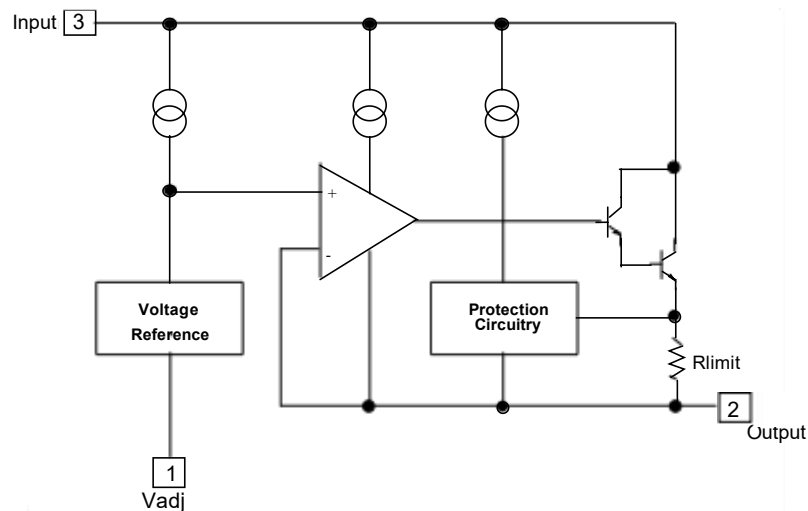 Input 3
+
-
Voltage
Reference
Protection
Circuitry
Rlimit
2
Output
1
Vadj